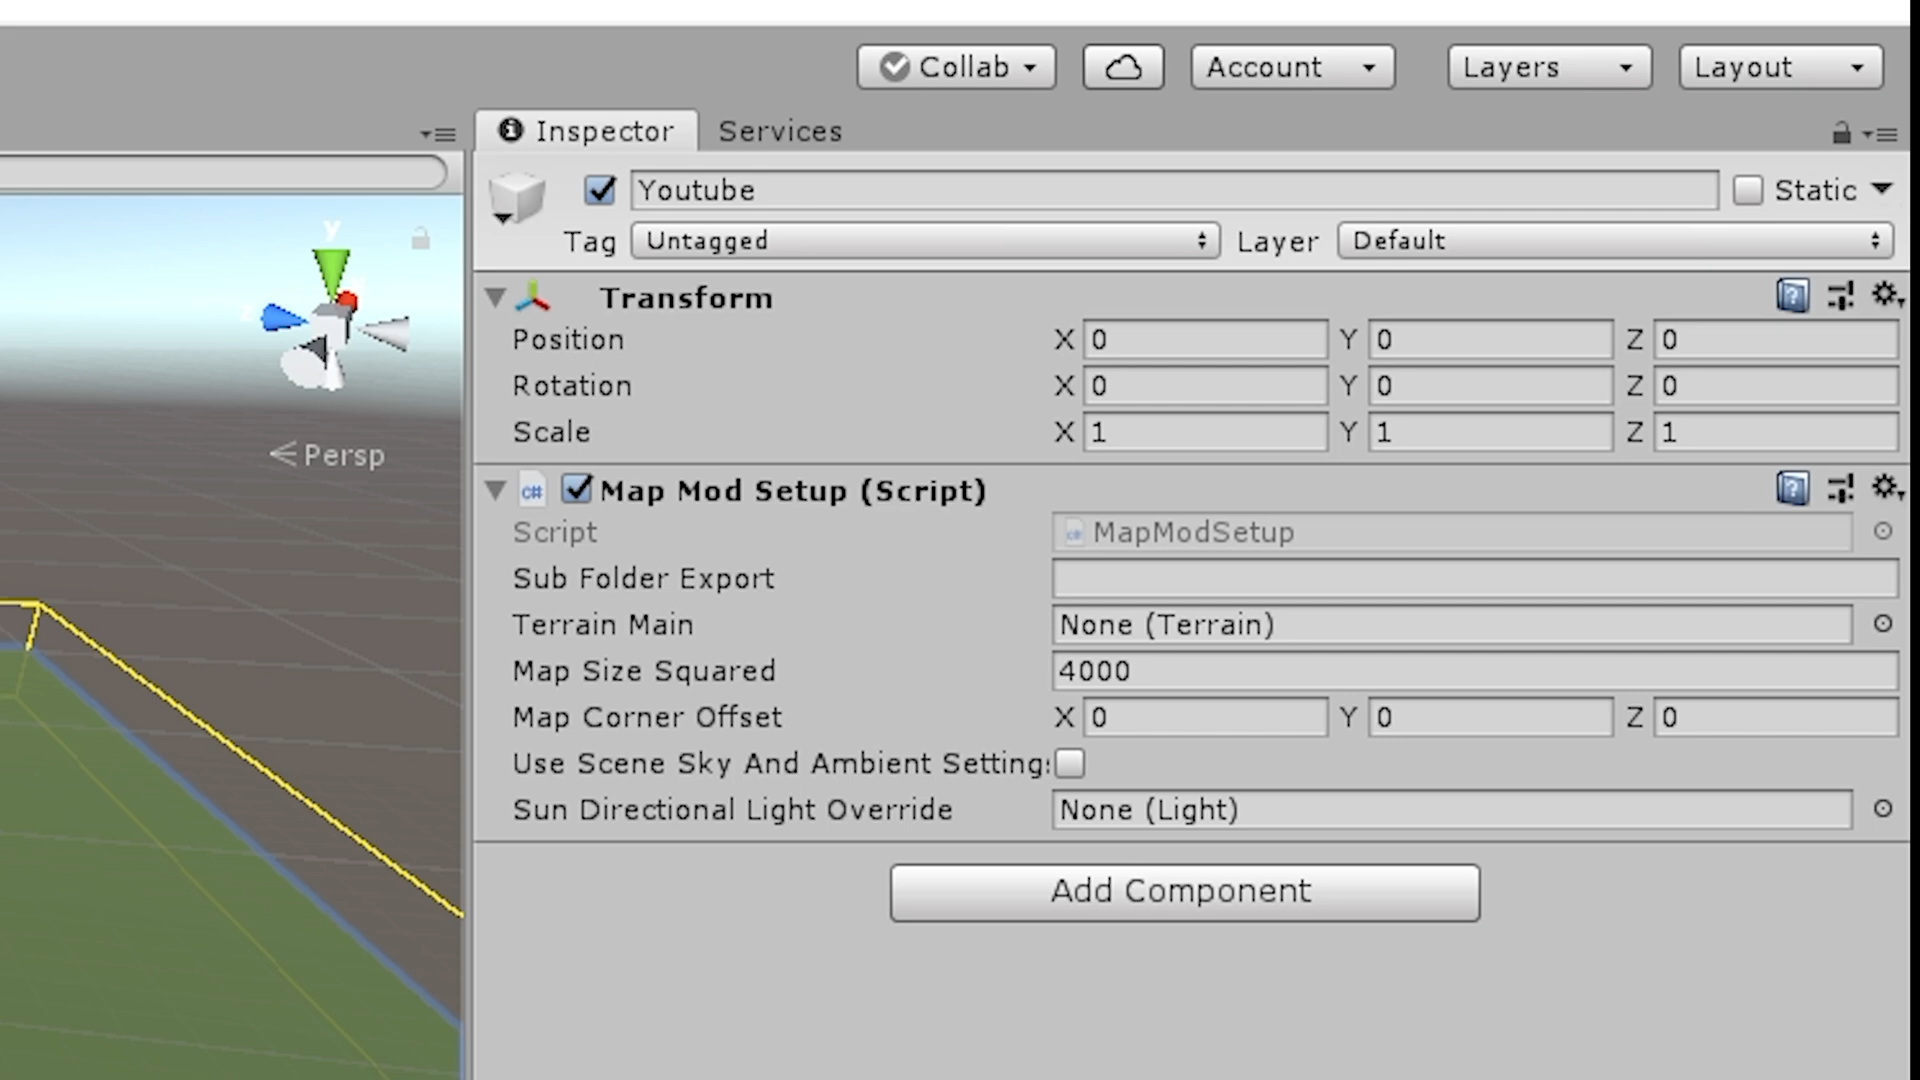 Collab Account Layers Layout
Inspector Services
Youtube Static
Tag Untagged Layer Default
y
z
Persp
Transform
Position X 0 Y 0 Z 0
Rotation X 0 Y 0 Z 0
Scale X 1 Y 1 Z 1
c# Map Mod Setup (Script)
Script MapModSetup
Sub Folder Export
Terrain Main None (Terrain)
Map Size Squared 4000
Map Corner Offset X 0 Y 0 Z 0
Use Scene Sky And Ambient Setting
Sun Directional Light Override None (Light)
Add Component